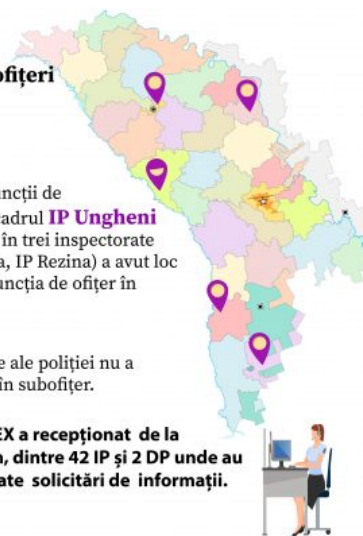 ofițeri
ncții de
cadrul IP Ungheni
în trei inspectorate
a, IP Rezina) a avut loc
uncția de ofițer în
e ale poliției nu a
în subofițer.
EX a recepționat de la
n, dintre 42 IP și 2 DP unde au
ate solicitări de informații.